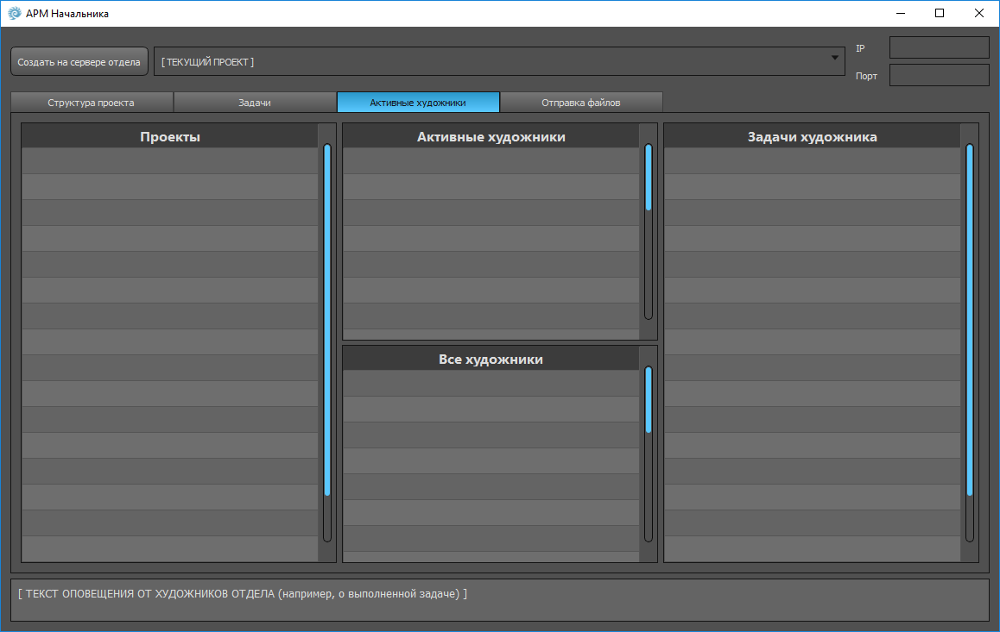 АРМ Начальника
IP
Создать на сервере отдела
[ ТЕКУЩИЙ ПРОЕКТ ]
Порт
Структура проекта
Задачи
Активные художники
Отправка файлов
Проекты
Активные художники
Задачи художника
Все художники
[ ТЕКСТ ОПОВЕЩЕНИЯ ОТ ХУДОЖНИКОВ ОТДЕЛА (например, о выполненной задаче) ]